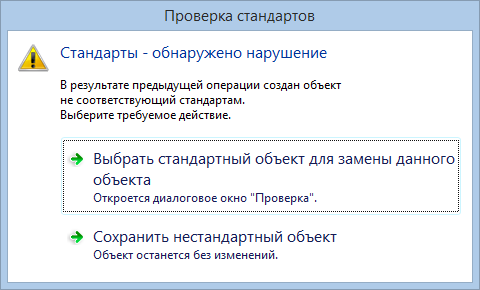 Проверка стандартов
Стандарты - обнаружено нарушение
В результате предыдущей операции создан объект
не соответствующий стандартам.
Выберите требуемое действие.
Выбрать стандартный объект для замены данного
объекта
Откроется диалоговое окно "Проверка".
Сохранить нестандартный объект
Объект останется без изменений.